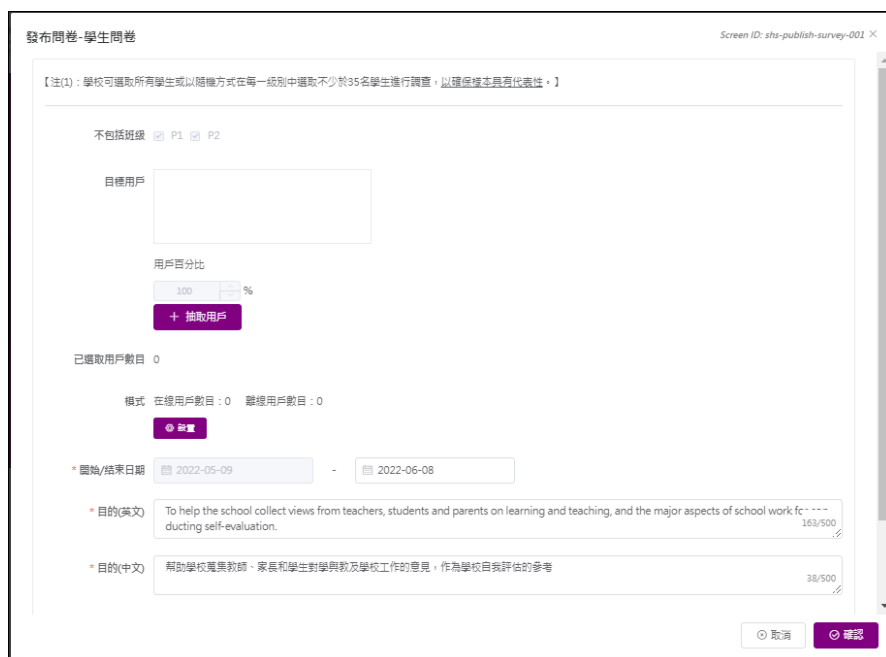 發布問卷-學生問卷
Screen ID: shs-publish-survey-001
【注(1)：學校可選取所有學生或以隨機方式在每一級別中選取不少於35名學生進行調查，以確保樣本具有代表性。】
不包括班級 P1 P2
目標用戶
用戶百分比
100 %
+ 抽取用戶
已選取用戶數目 0
模式 在線用戶數目：0 離線用戶數目：0
設置
* 開始/結束日期 2022-05-09 - 2022-06-08
* 目的(英文) To help the school collect views from teachers, students and parents on learning and teaching, and the major aspects of school work
ducting self-evaluation.
163/500
* 目的(中文) 幫助學校蒐集教師、家長和學生對學與教及學校工作的意見，作為學校自我評估的參考
38/500
取消 確認